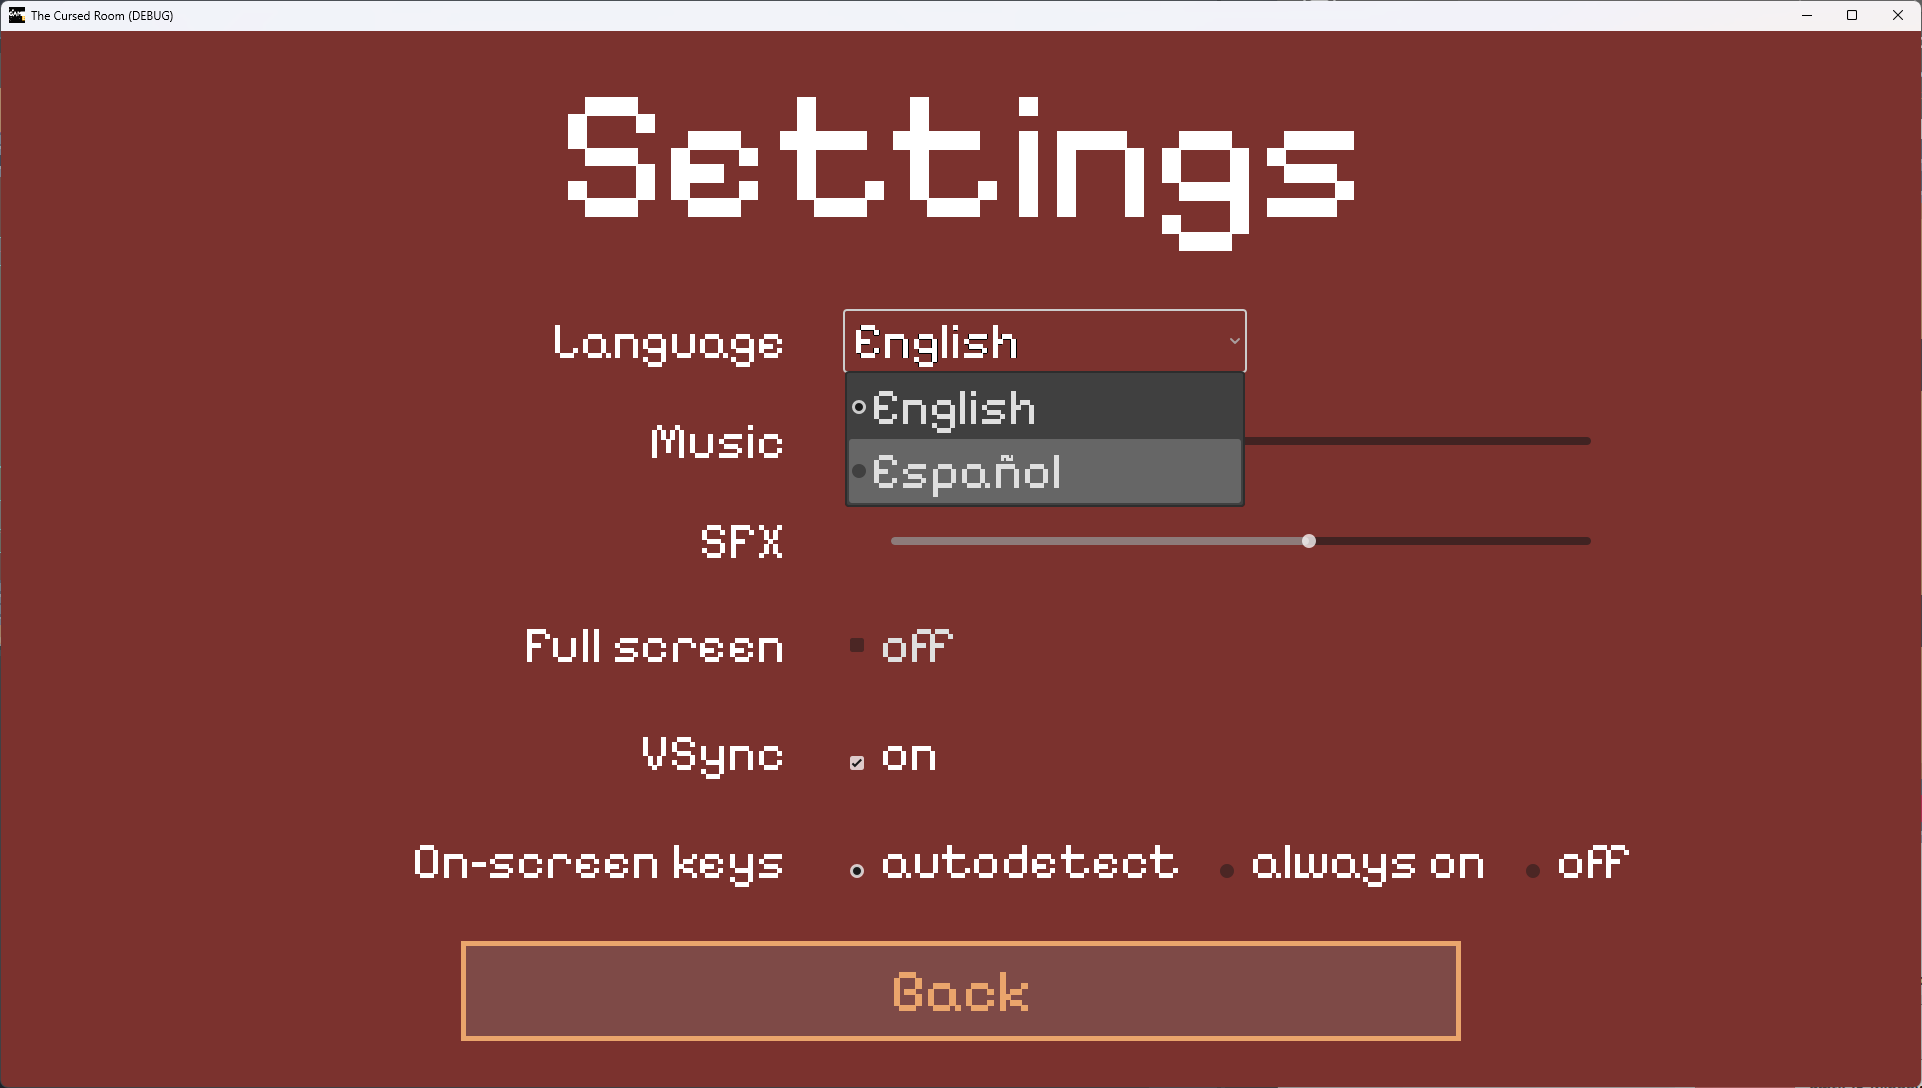 The Cursed Room (DEBUG)
Settings
Language English
English
Music
Español
SFX
Full screen off
VSync on
On-screen keys autodetect always on off
Back